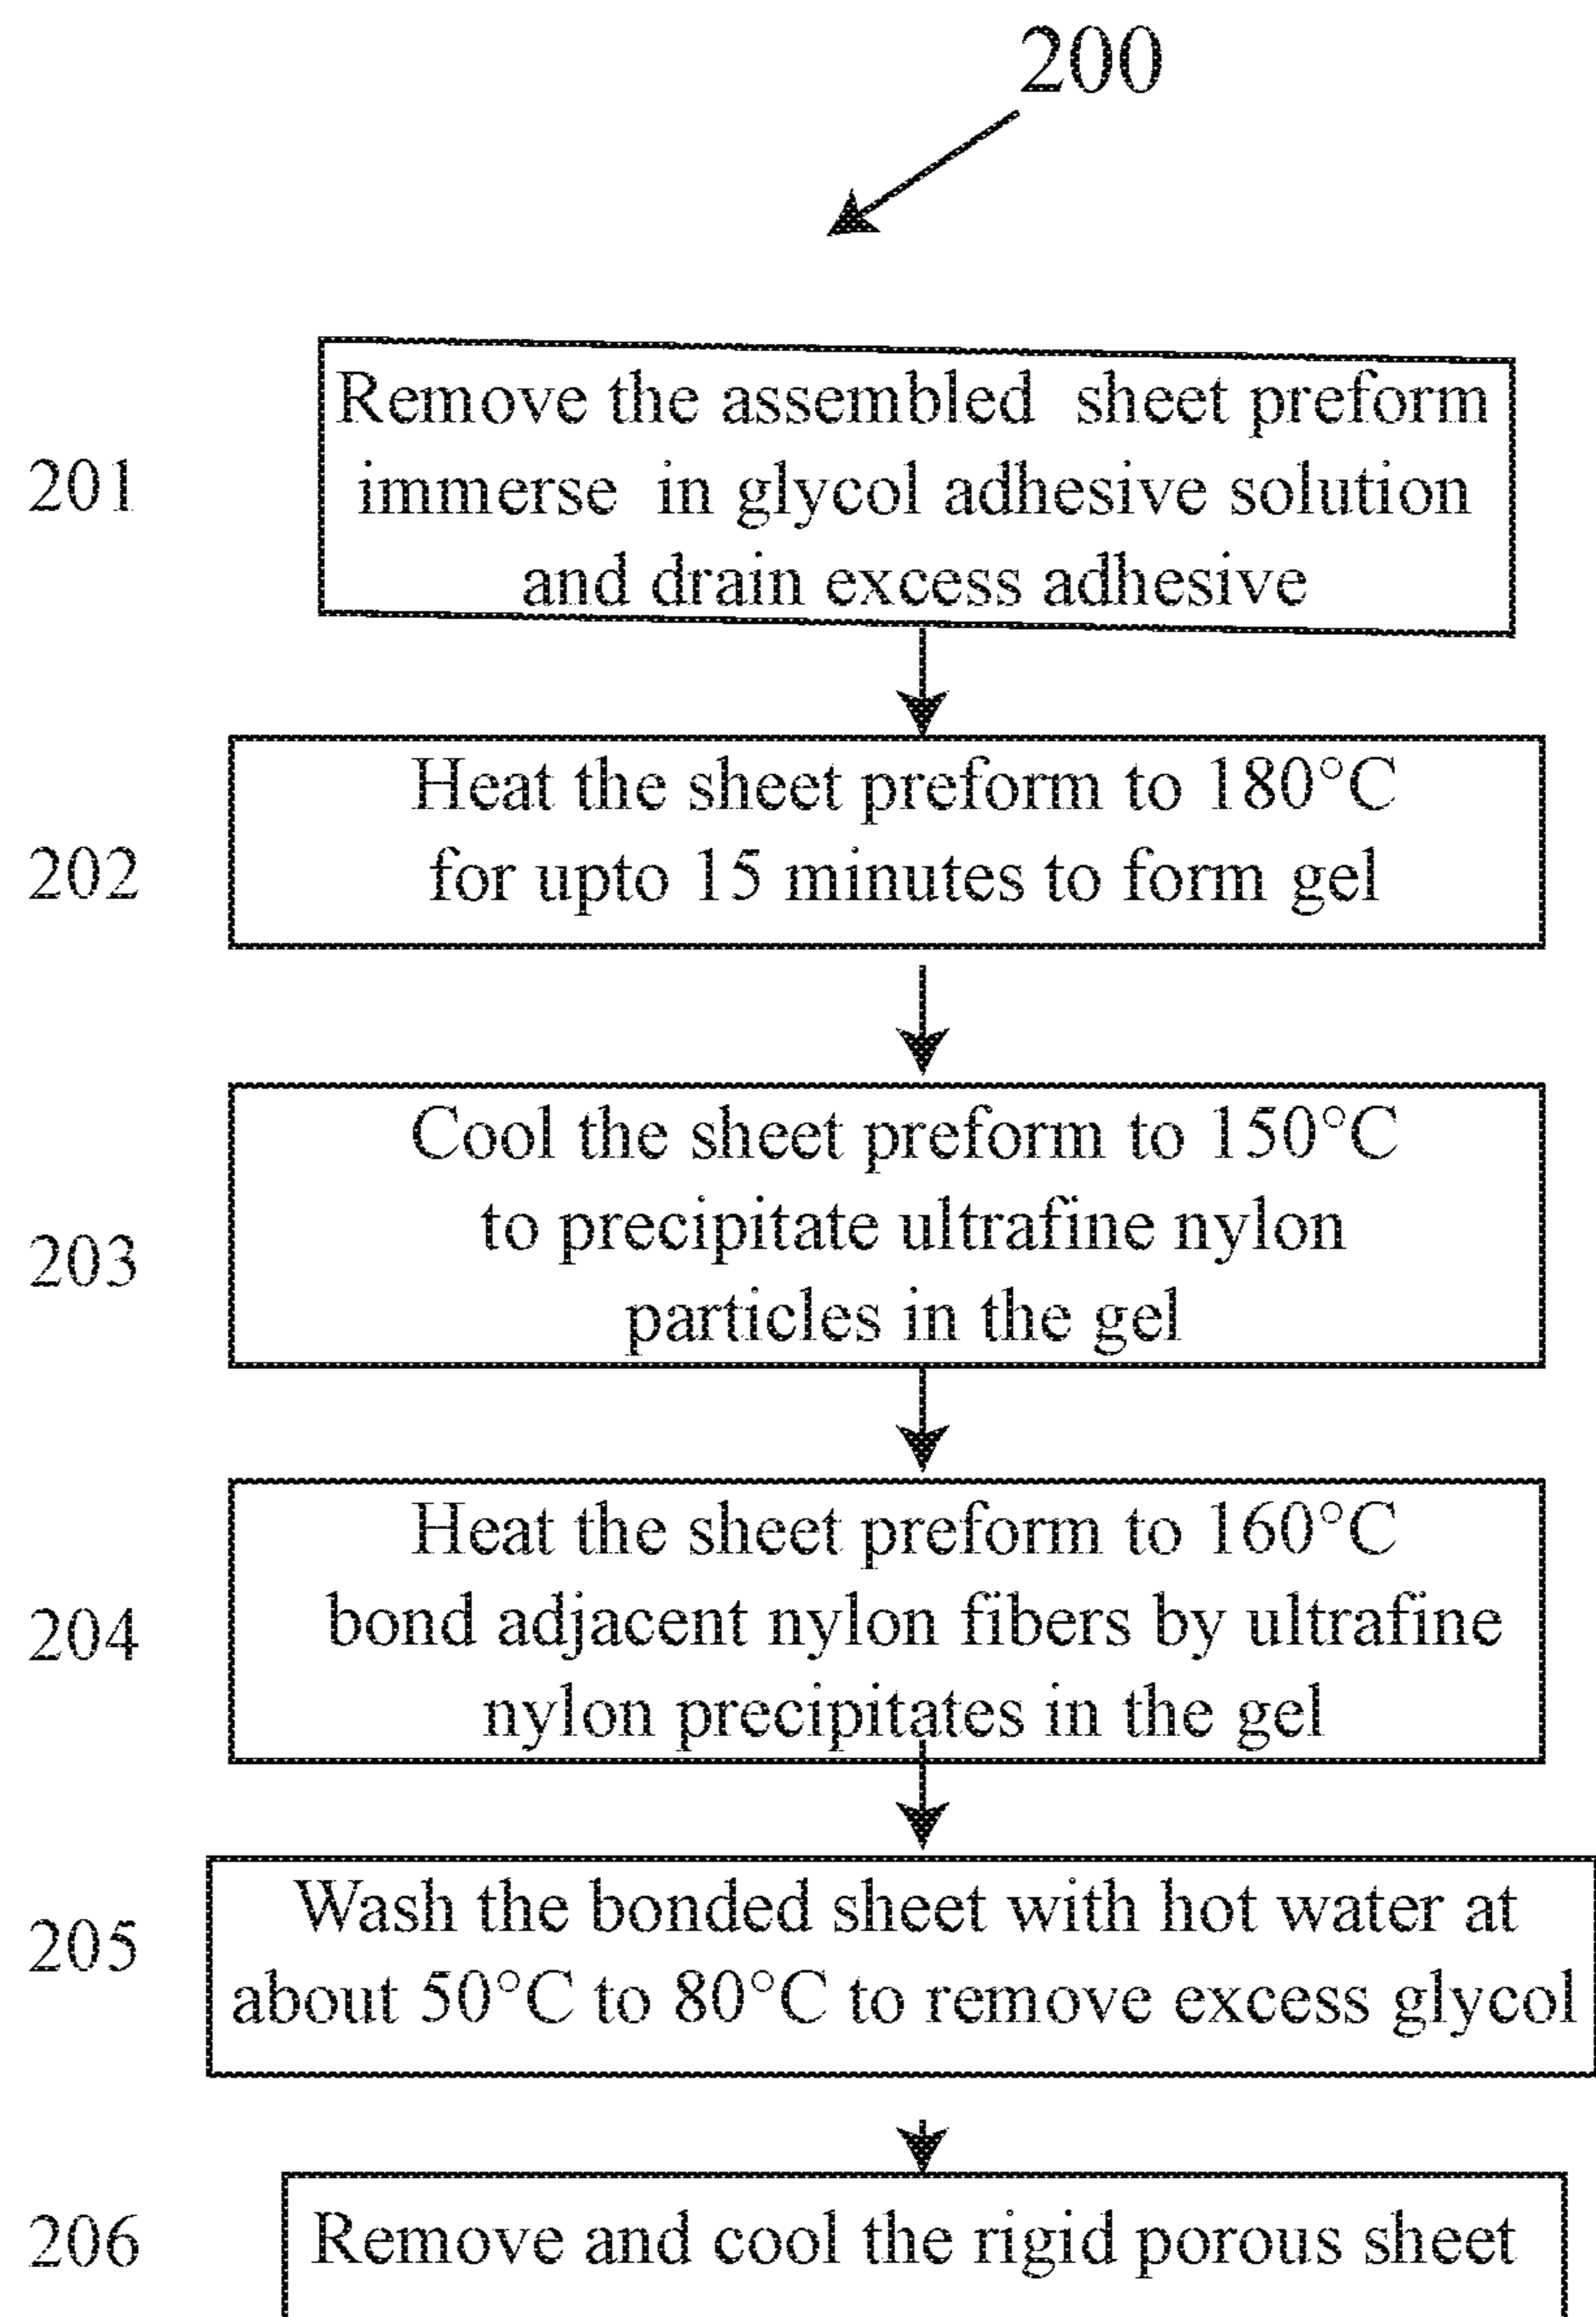 200
201
Remove the assembled sheet preform
immerse in glycol adhesive solution
and drain excess adhesive
202
Heat the sheet preform to 180°C
for upto 15 minutes to form gel
203
Cool the sheet preform to 150°C
to precipitate ultrafine nylon
particles in the gel
204
Heat the sheet preform to 160°C
bond adjacent nylon fibers by ultrafine
nylon precipitates in the gel
205
Wash the bonded sheet with hot water at
about 50°C to 80°C to remove excess glycol
206
Remove and cool the rigid porous sheet